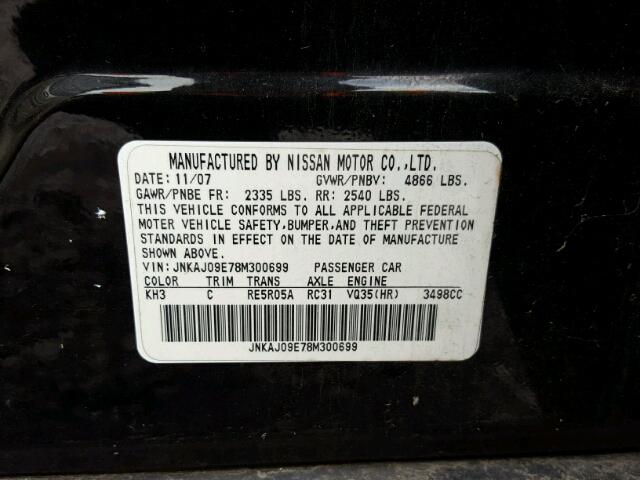 MANUFACTURED BY NISSAN MOTOR CO.,LTD.
DATE: 11/07 GVWR/PNBV: 4866 LBS.
GAWR/PNBE FR: 2335 LBS. RR: 2540 LBS.
THIS VEHICLE CONFORMS TO ALL APPLICABLE FEDERAL
MOTER VEHICLE SAFETY,BUMPER,AND THEFT PREVENTION
STANDARDS IN EFFECT ON THE DATE OF MANUFACTURE
SHOWN ABOVE.
VIN: JNKAJ09E78M300699 PASSENGER CAR
COLOR TRIM TRANS AXLE ENGINE
KH3 C RE5R05A RC31 VQ35(HR) 3498CC
JNKAJ09E78M300699